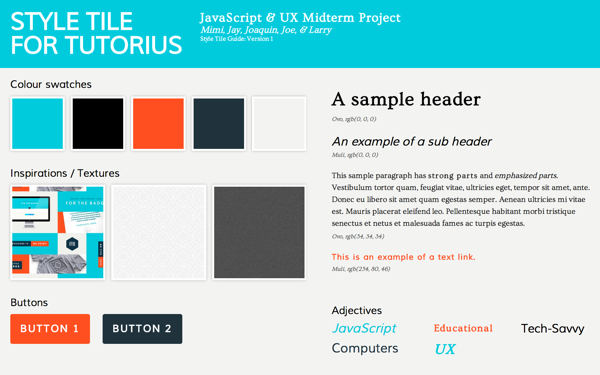 STYLE TILE
FOR TUTORIUS
JavaScript & UX Midterm Project
Mimi, Jay, Joaquin, Joe, & Larry
Style Tile Guide: Version 1
Colour swatches
Inspirations / Textures
FOR THE BADG
Buttons
BUTTON 1
BUTTON 2
A sample header
Ovo, rgb(0, 0, 0)
An example of a sub header
Muli, rgb(0, 0, 0)
This sample paragraph has strong parts and emphasized parts.
Vestibulum tortor quam, feugiat vitae, ultricies eget, tempor sit amet, ante.
Donec eu libero sit amet quam egestas semper. Aenean ultricies mi vitae
est. Mauris placerat eleifend leo. Pellentesque habitant morbi tristique
senectus et netus et malesuada fames ac turpis egestas.
Ovo, rgb(34, 34, 34)
This is an example of a text link.
Muli, rgb(254, 80, 46)
Adjectives
JavaScript
Educational
Tech-Savvy
Computers
UX